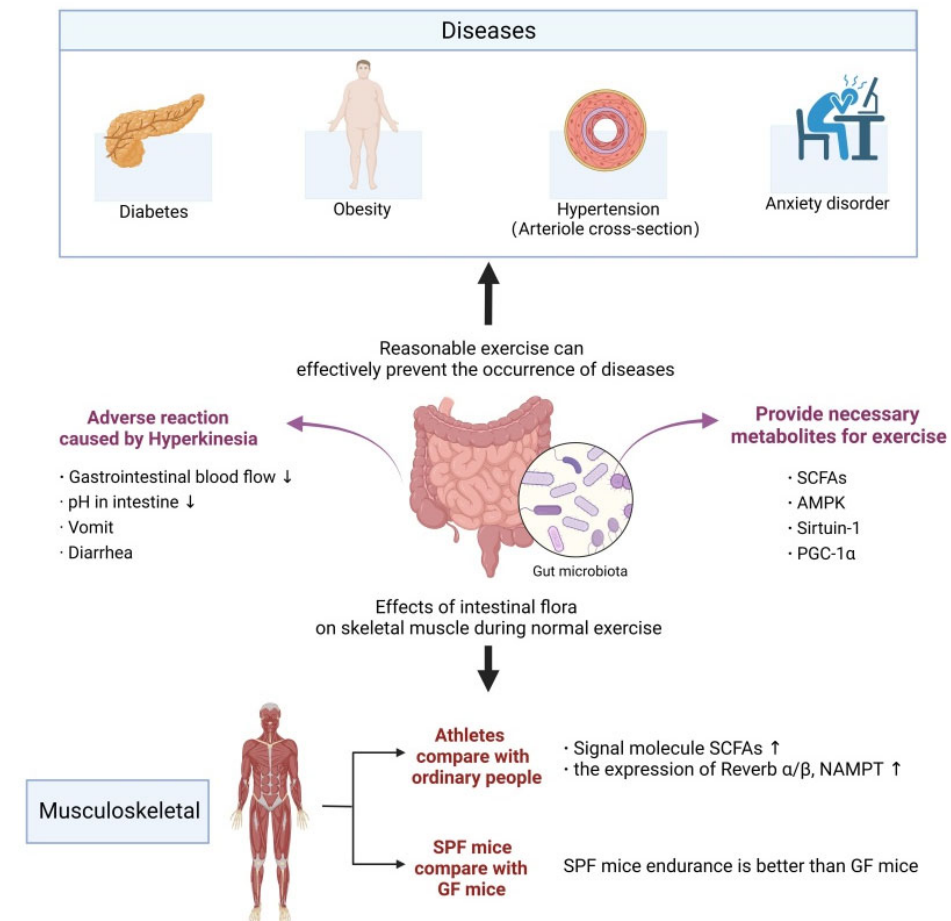 Diseases
Diabetes
Obesity
Hypertension
(Arteriole cross-section)
Anxiety disorder
Reasonable exercise can
effectively prevent the occurrence of diseases
Adverse reaction
caused by Hyperkinesia
· Gastrointestinal blood flow ↓
· pH in intestine ↓
· Vomit
· Diarrhea
Provide necessary
metabolites for exercise
· SCFAs
· AMPK
· Sirtuin-1
· PGC-1α
Gut microbiota
Effects of intestinal flora
on skeletal muscle during normal exercise
Musculoskeletal
Athletes
compare with
ordinary people
· Signal molecule SCFAs ↑
· the expression of Reverb α/β, NAMPT ↑
SPF mice
compare with
GF mice
SPF mice endurance is better than GF mice